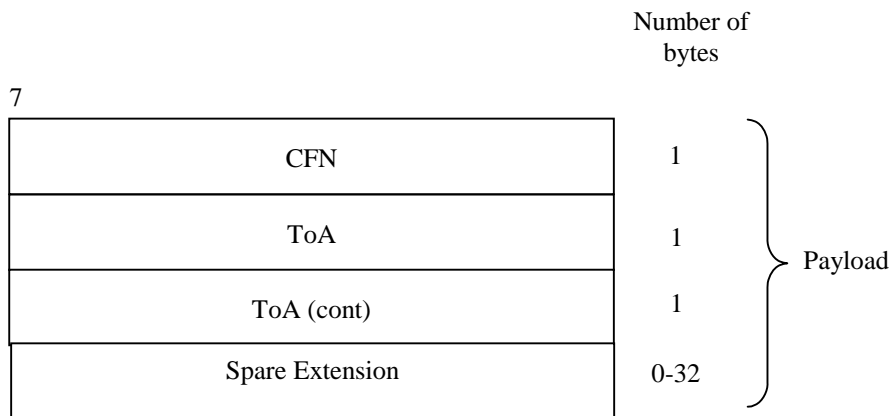 Number of
bytes
7
CFN 1
ToA 1
ToA (cont) 1
Payload
Spare Extension 0-32